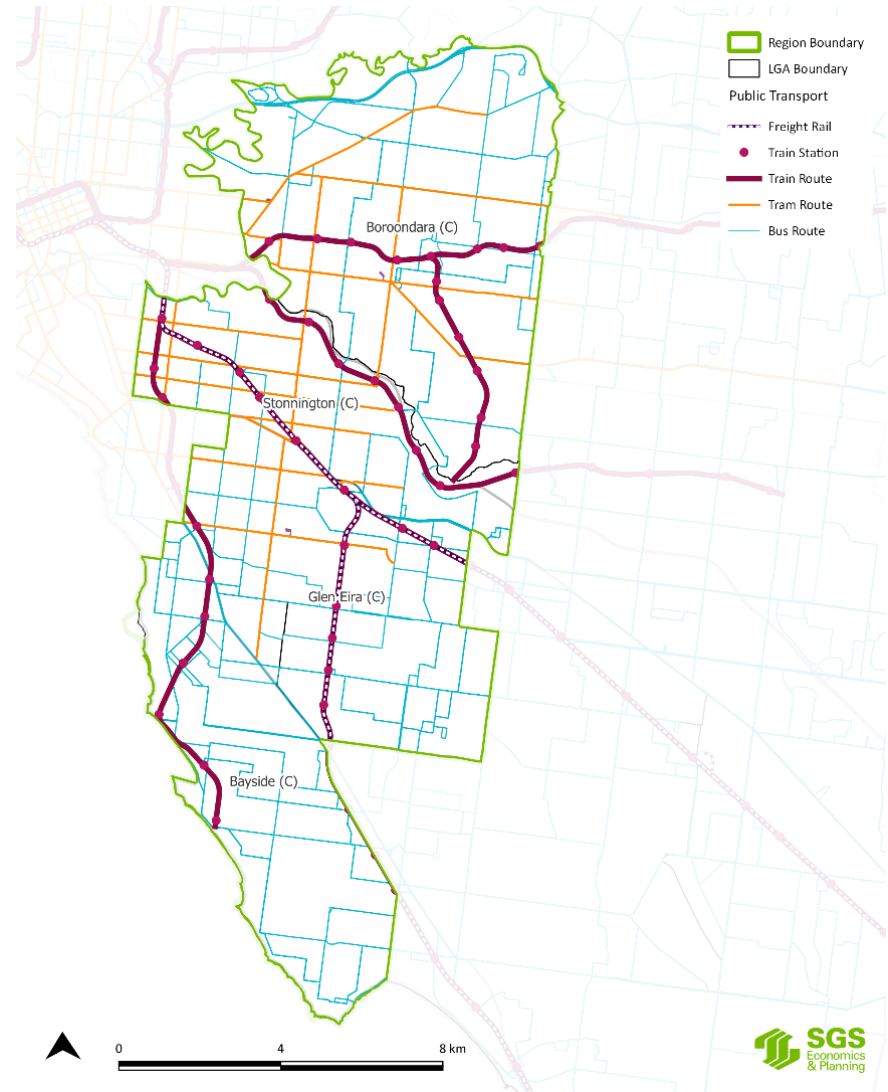 Region Boundary
LGA Boundary
Public Transport
Freight Rail
Train Station
Train Route
Tram Route
Bus Route
Boroondara (C)
Stonnington (C)
Glen Eira (C)
Bayside (C)
0 4 8 km
SGS
Economics
& Planning